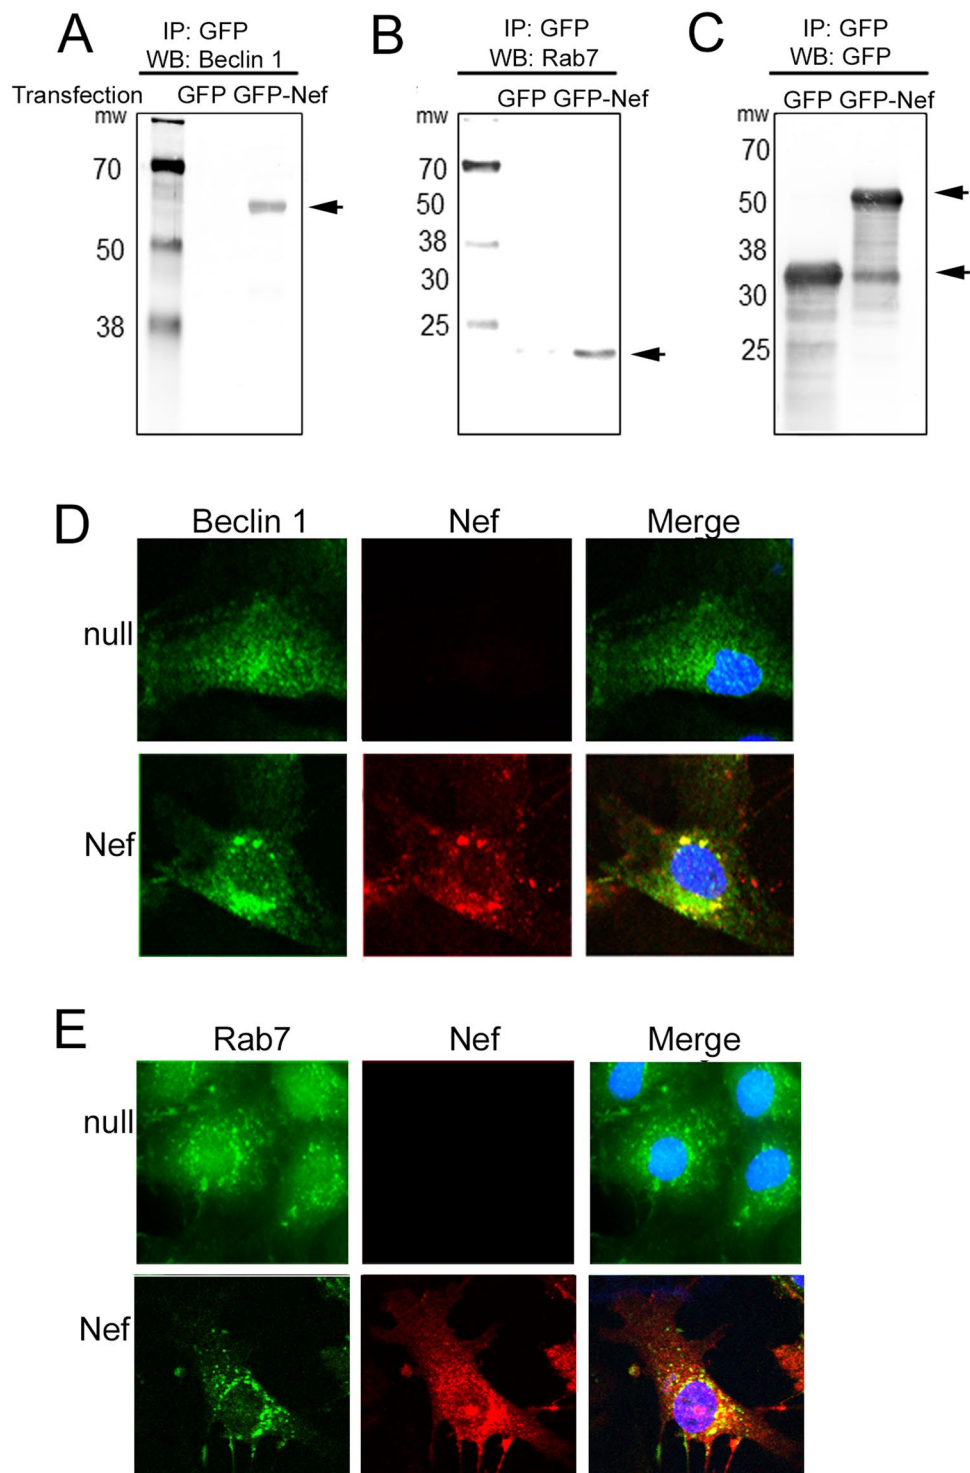 A
IP: GFP
WB: Beclin 1
Transfection GFP GFP-Nef
mw
70
50
38
B
IP: GFP
WB: Rab7
GFP GFP-Nef
mw
70
50
38
30
25
C
IP: GFP
WB: GFP
GFP GFP-Nef
70
50
38
30
25
D
Beclin 1 Nef Merge
null
Nef
E
Rab7 Nef Merge
null
Nef